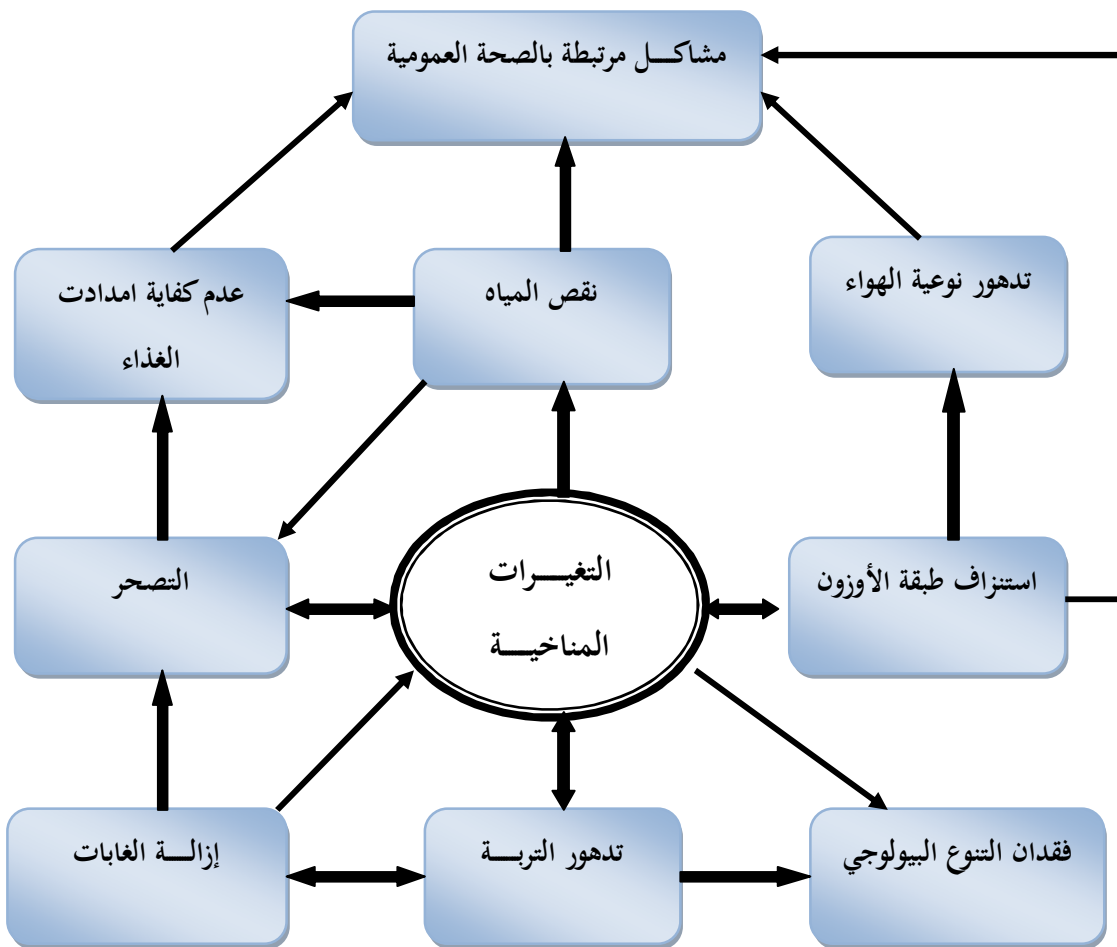 مشاكل مرتبطة بالصحة العمومية
تدهور نوعية الهواء
نقص المياه
عدم كفاية امدادت
الغذاء
استنزاف طبقة الأوزون
التغيرات
المناخية
التصحر
فقدان التنوع البيولوجي
تدهور التربة
إزالة الغابات